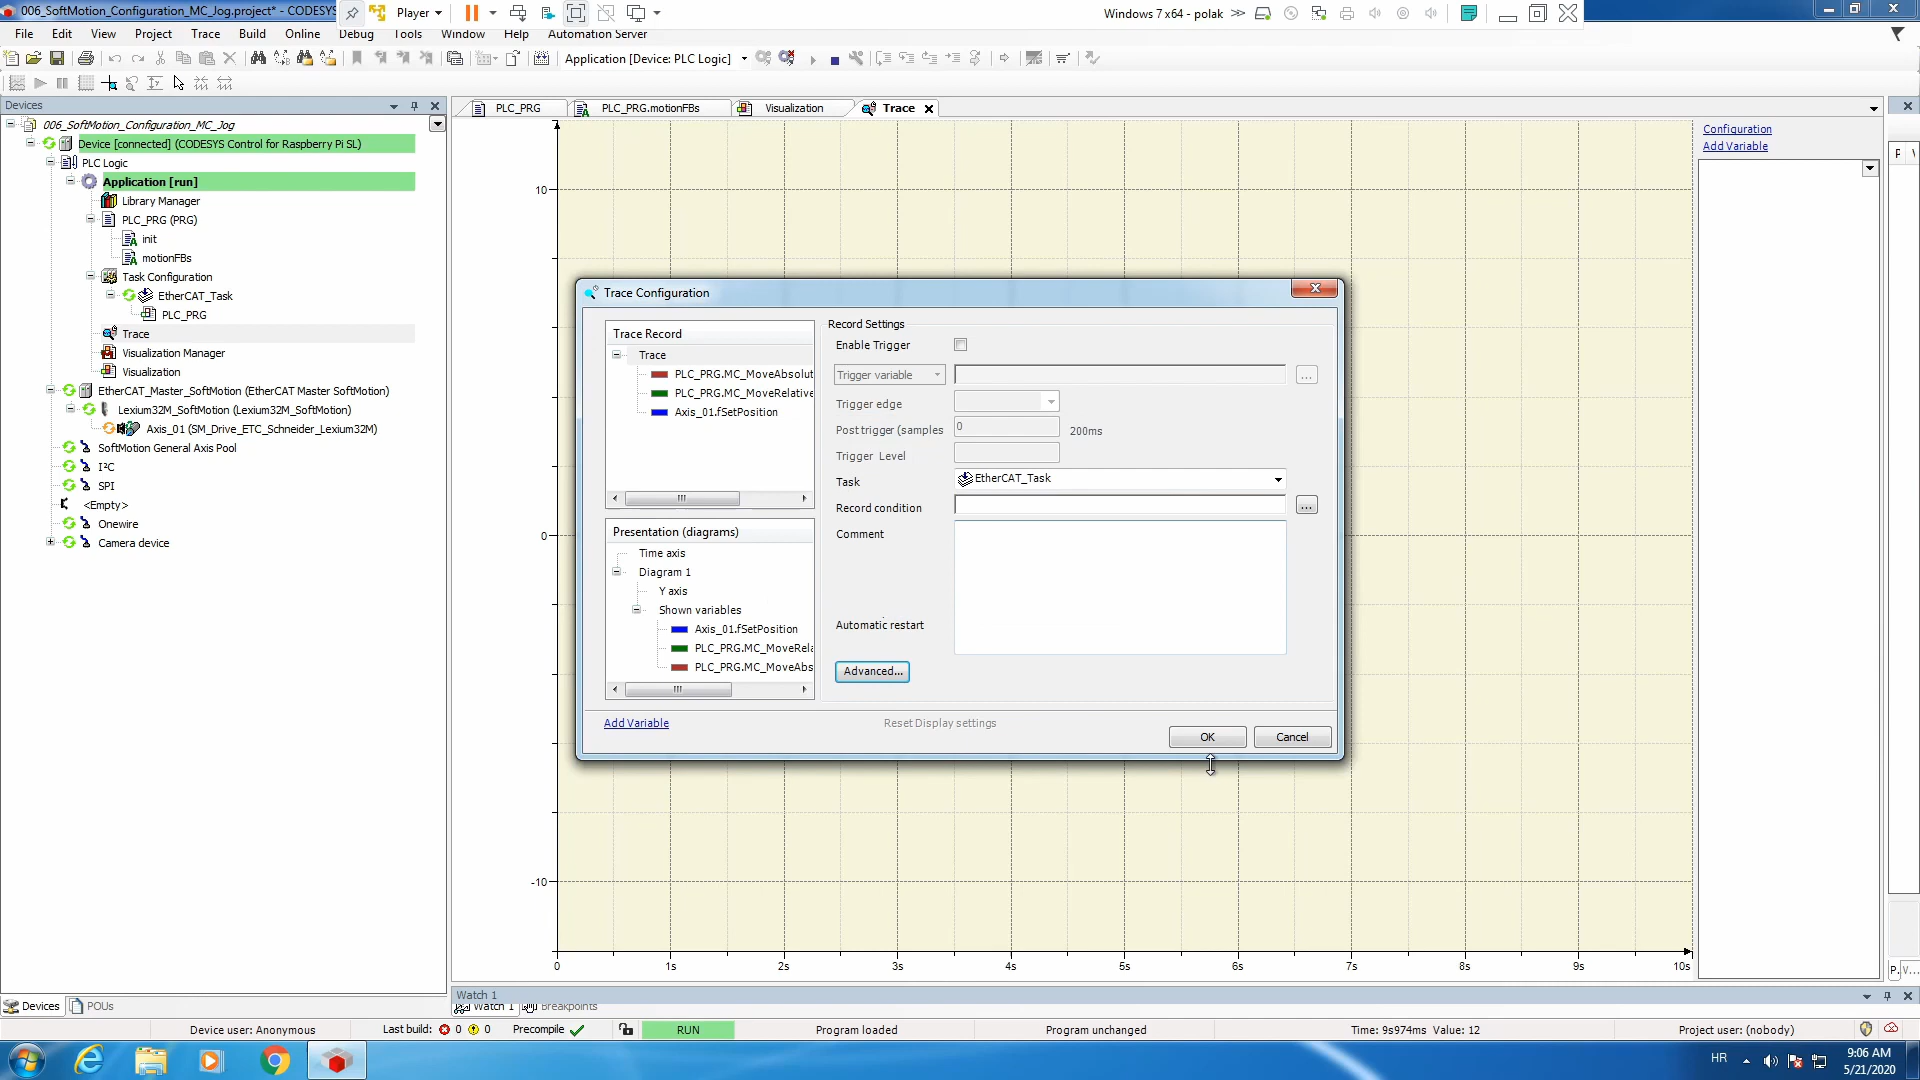 006_SoftMotion_Configuration_MC_Jog.project* - CODESYS
Player
Windows 7 x64 - polak
File Edit View Project Trace Build Online Debug Tools Window Help Automation Server
Application [Device: PLC Logic]
Devices
PLC_PRG
PLC_PRG.motionFBs
Visualization
Trace
006_SoftMotion_Configuration_MC_Jog
Device [connected] (CODESYS Control for Raspberry Pi SL)
PLC Logic
Application [run]
Library Manager
PLC_PRG (PRG)
init
motionFBs
Task Configuration
EtherCAT_Task
PLC_PRG
Trace
Visualization Manager
Visualization
EtherCAT_Master_SoftMotion (EtherCAT Master SoftMotion)
Lexium32M_SoftMotion (Lexium32M_SoftMotion)
Axis_01 (SM_Drive_ETC_Schneider_Lexium32M)
SoftMotion General Axis Pool
I²C
SPI
<Empty>
Onewire
Camera device
Configuration
Add Variable
P
10
0
-10
0 1s 2s 3s 4s 5s 6s 7s 8s 9s 10s
Trace Configuration
Trace Record
Trace
PLC_PRG.MC_MoveAbsolut
PLC_PRG.MC_MoveRelative
Axis_01.fSetPosition
Presentation (diagrams)
Time axis
Diagram 1
Y axis
Shown variables
Axis_01.fSetPosition
PLC_PRG.MC_MoveRela
PLC_PRG.MC_MoveAbs
Add Variable
Record Settings
Enable Trigger
Trigger variable
...
Trigger edge
Post trigger (samples
0
200ms
Trigger Level
Task
EtherCAT_Task
Record condition
...
Comment
Automatic restart
Advanced...
Reset Display settings
OK
Cancel
P. V...
Devices
POUs
Watch 1
Watch 1
Breakpoints
Device user: Anonymous
Last build: 0 0
Precompile
RUN
Program loaded
Program unchanged
Time: 9s974ms Value: 12
Project user: (nobody)
HR
9:06 AM
5/21/2020